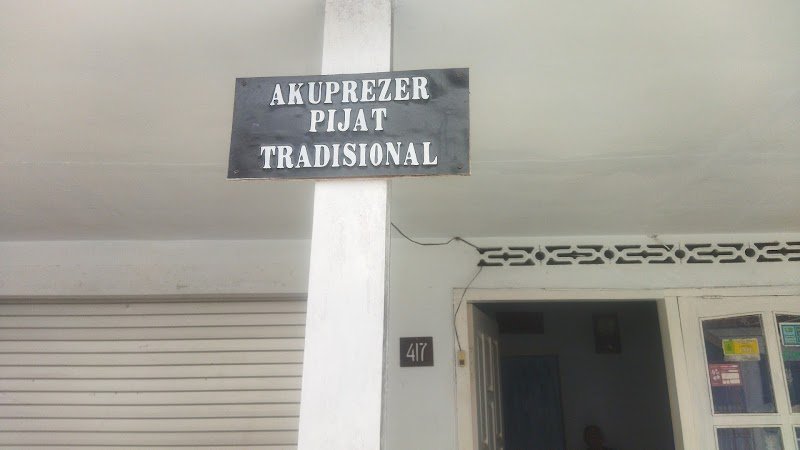 AKUPREZER
PIJAT
TRADISIONAL
417